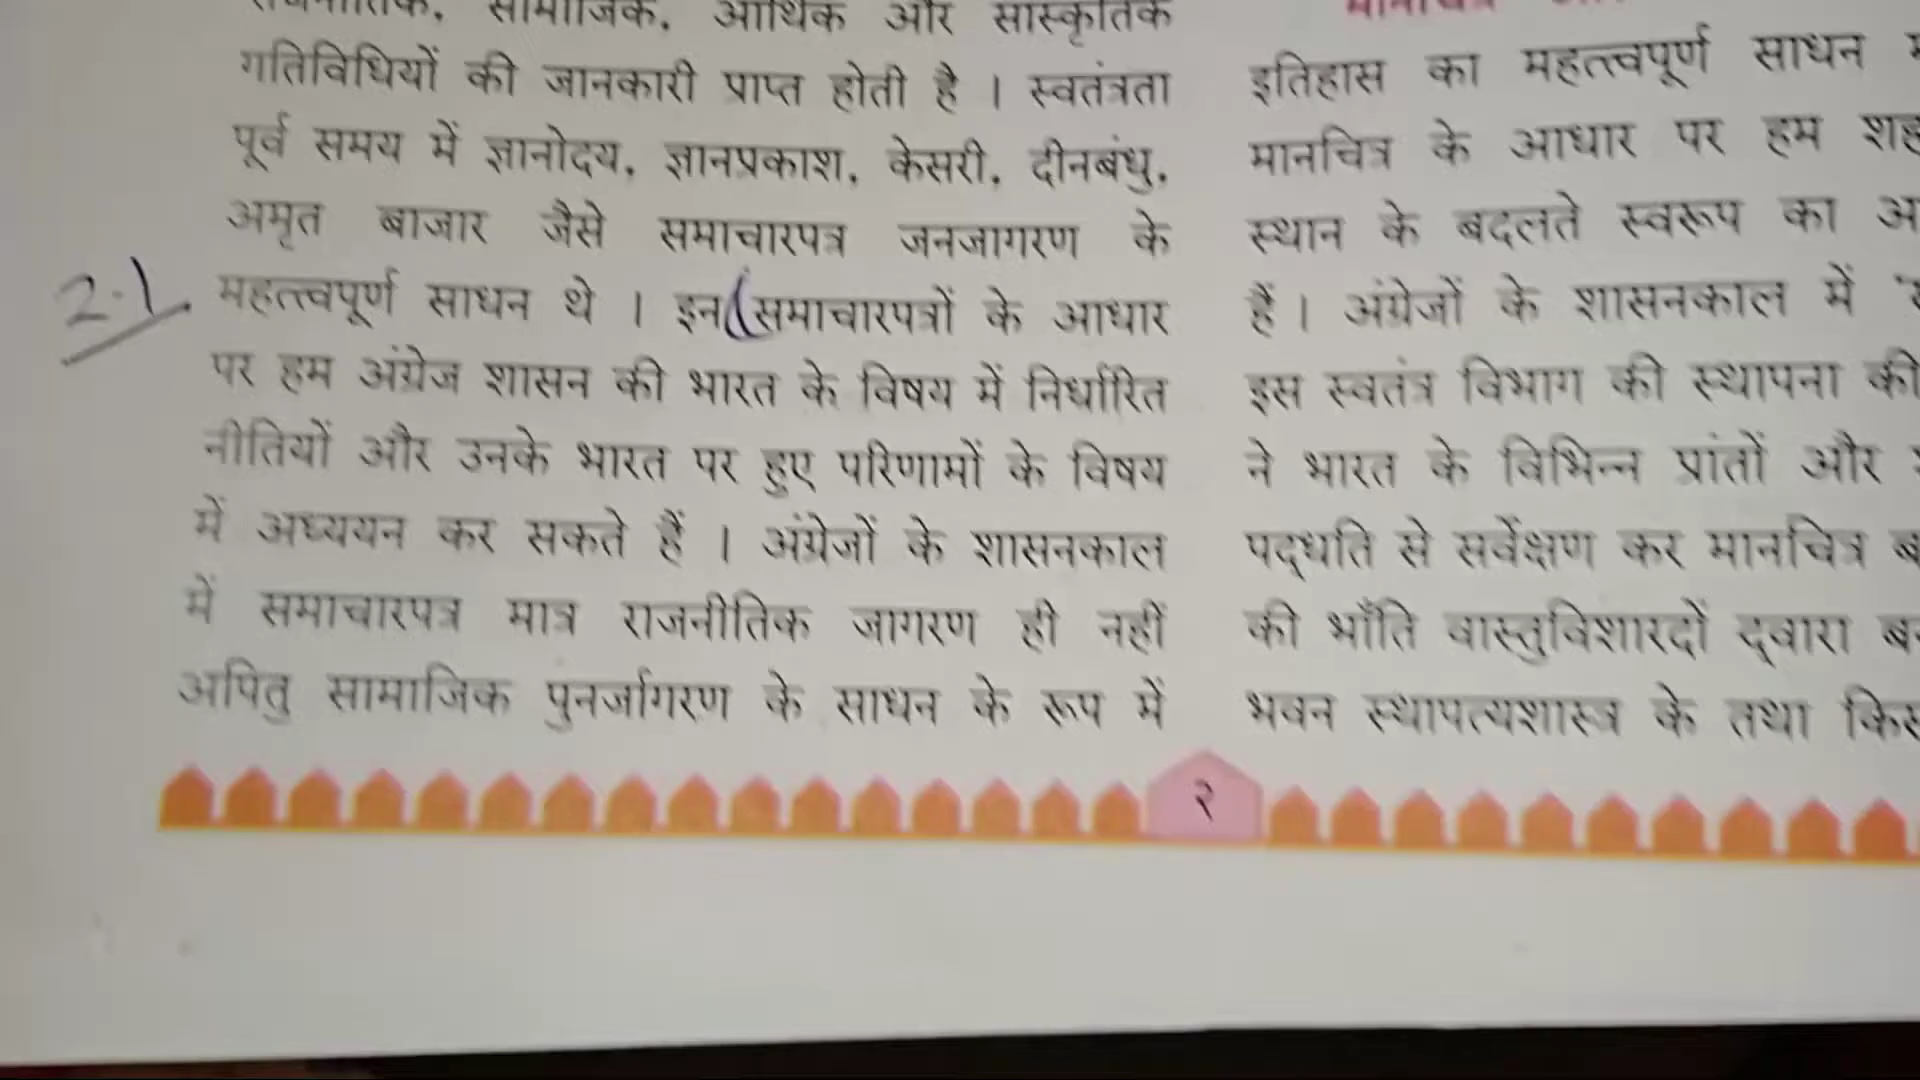 सामाजिक, आर्थिक और सांस्कृतिक
गतिविधियों की जानकारी प्राप्त होती है । स्वतंत्रता
पूर्व समय में ज्ञानोदय, ज्ञानप्रकाश, केसरी, दीनबंधु,
अमृत बाजार जैसे समाचारपत्र जनजागरण के
2.1
महत्त्वपूर्ण साधन थे । इन (समाचारपत्रों के आधार
पर हम अंग्रेज शासन की भारत के विषय में निर्धारित
नीतियों और उनके भारत पर हुए परिणामों के विषय
में अध्ययन कर सकते हैं । अंग्रेजों के शासनकाल
में समाचारपत्र मात्र राजनीतिक जागरण ही नहीं
अपितु सामाजिक पुनर्जागरण के साधन के रूप में
इतिहास का महत्त्वपूर्ण साधन
मानचित्र के आधार पर हम
स्थान के बदलते स्वरूप का
हैं । अंग्रेजों के शासनकाल में
इस स्वतंत्र विभाग की स्थापना की
ने भारत के विभिन्न प्रांतों और
पद्धति से सर्वेक्षण कर मानचित्र
की भाँति वास्तुविशारदों द्वारा
भवन स्थापत्यशास्त्र के तथा
२